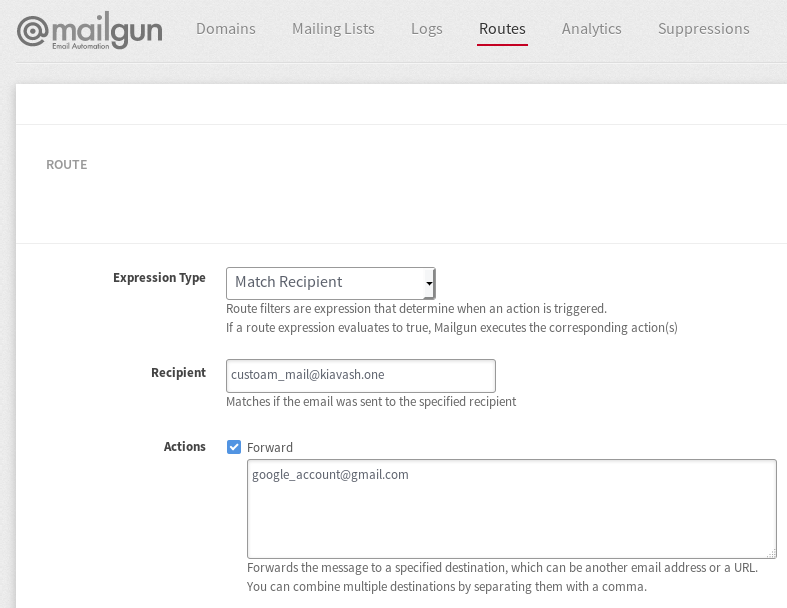 @mailgun Domains Mailing Lists Logs Routes Analytics Suppressions
Email Automation
ROUTE
Expression Type Match Recipient
Route filters are expression that determine when an action is triggered.
If a route expression evaluates to true, Mailgun executes the corresponding action(s)
Recipient custoam_mail@kiavash.one
Matches if the email was sent to the specified recipient
Actions Forward
google_account@gmail.com
Forwards the message to a specified destination, which can be another email address or a URL.
You can combine multiple destinations by separating them with a comma.